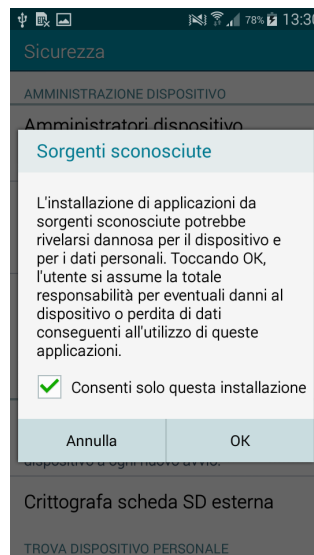 78% 13:30
Sicurezza
AMMINISTRAZIONE DISPOSITIVO
Amministratori dispositivo
Sorgenti sconosciute
L'installazione di applicazioni da
sorgenti sconosciute potrebbe
rivelarsi dannosa per il dispositivo e
per i dati personali. Toccando OK,
l'utente si assume la totale
responsabilità per eventuali danni al
dispositivo o perdita di dati
conseguenti all'utilizzo di queste
applicazioni.
Consenti solo questa installazione
Annulla OK
dispositivo a ogni nuovo avvio.
Crittografa scheda SD esterna
TROVA DISPOSITIVO PERSONALE